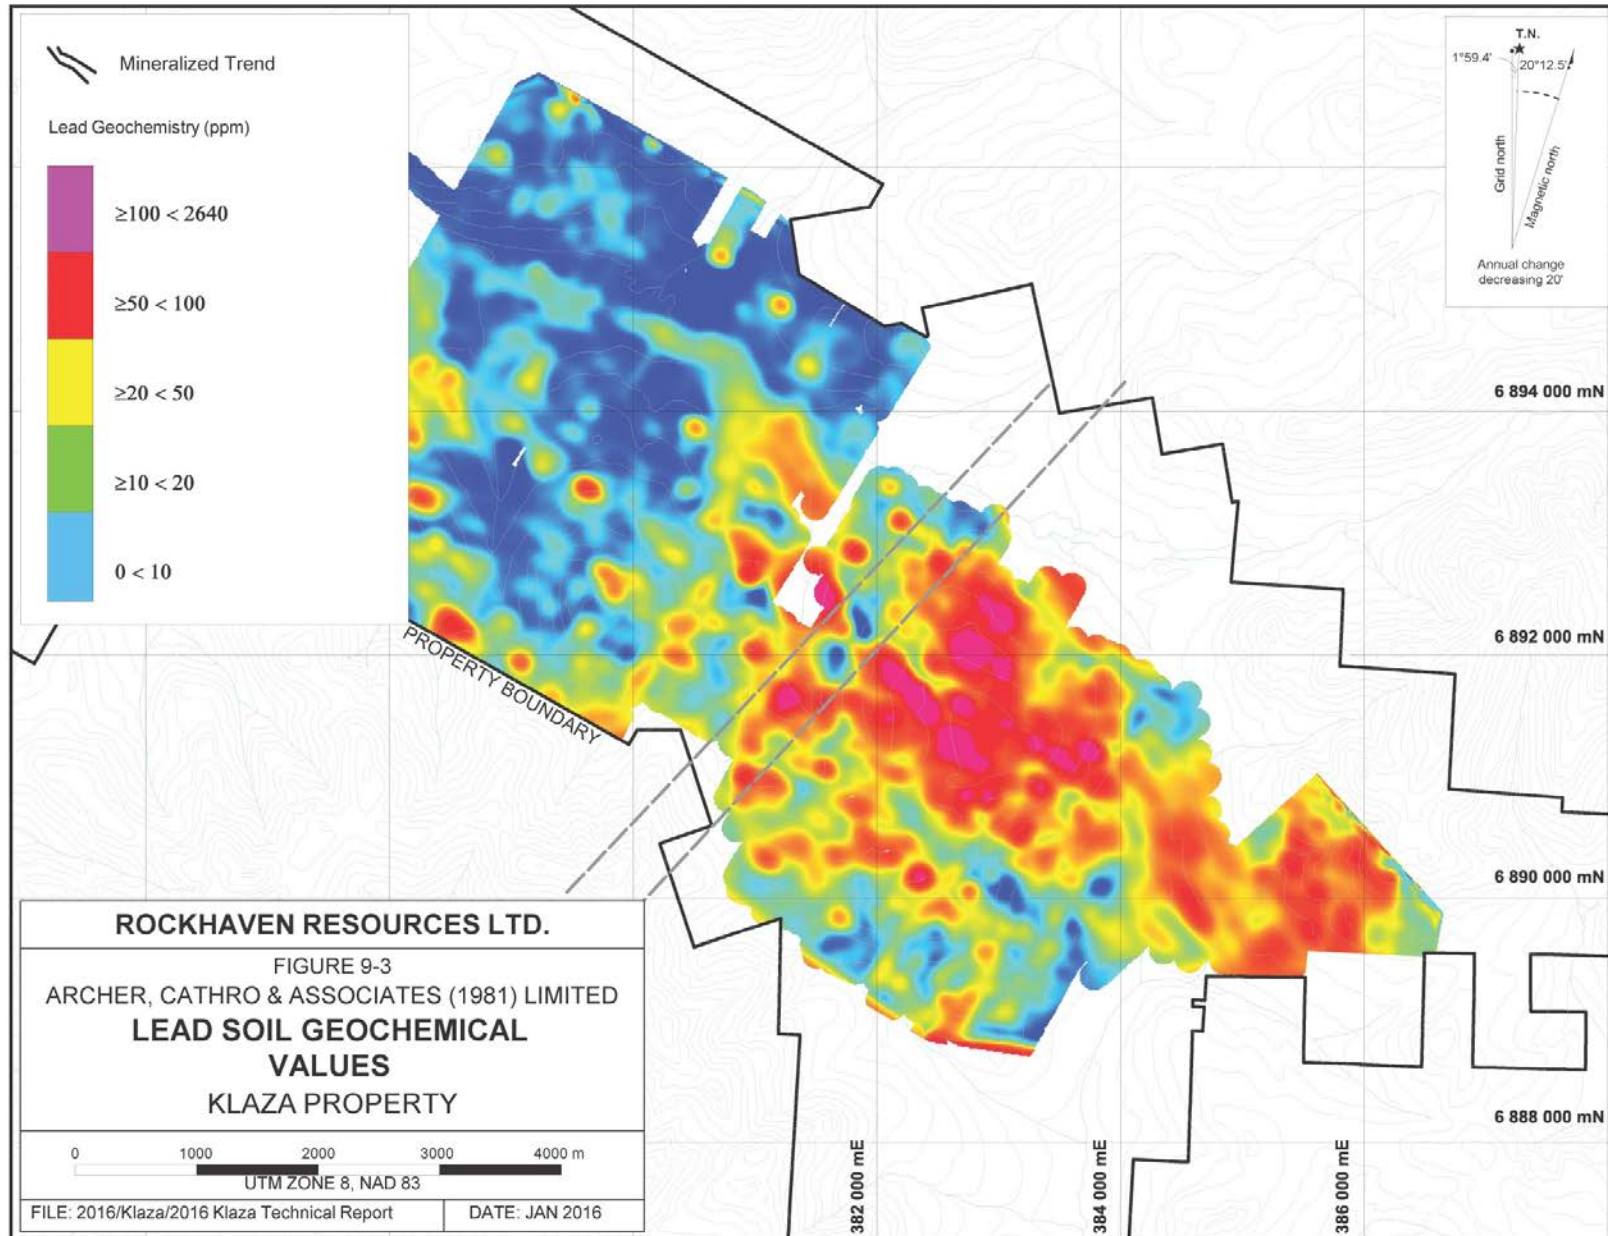 Mineralized Trend
Lead Geochemistry (ppm)
≥100 < 2640
≥50 < 100
≥20 < 50
≥10 < 20
0 < 10
T.N.
1°59.4'
20°12.5'
Grid north
Magnetic north
Annual change
decreasing 20'
6 894 000 mN
6 892 000 mN
6 890 000 mN
6 888 000 mN
PROPERTY BOUNDARY
382 000 mE
384 000 mE
386 000 mE
ROCKHAVEN RESOURCES LTD.
FIGURE 9-3
ARCHER, CATHRO & ASSOCIATES (1981) LIMITED
LEAD SOIL GEOCHEMICAL
VALUES
KLAZA PROPERTY
0 1000 2000 3000 4000 m
UTM ZONE 8, NAD 83
FILE: 2016/Klaza/2016 Klaza Technical Report
DATE: JAN 2016